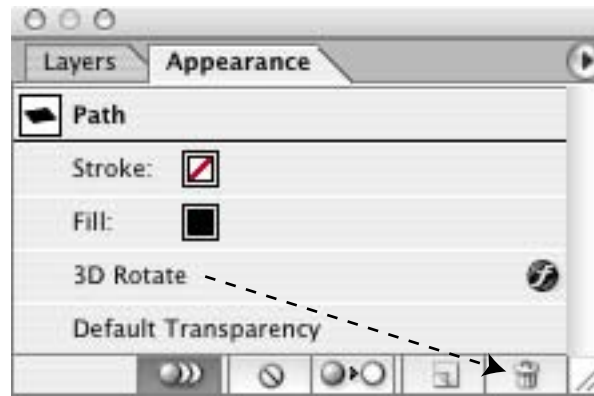 Layers Appearance
Path
Stroke:
Fill:
3D Rotate
Default Transparency